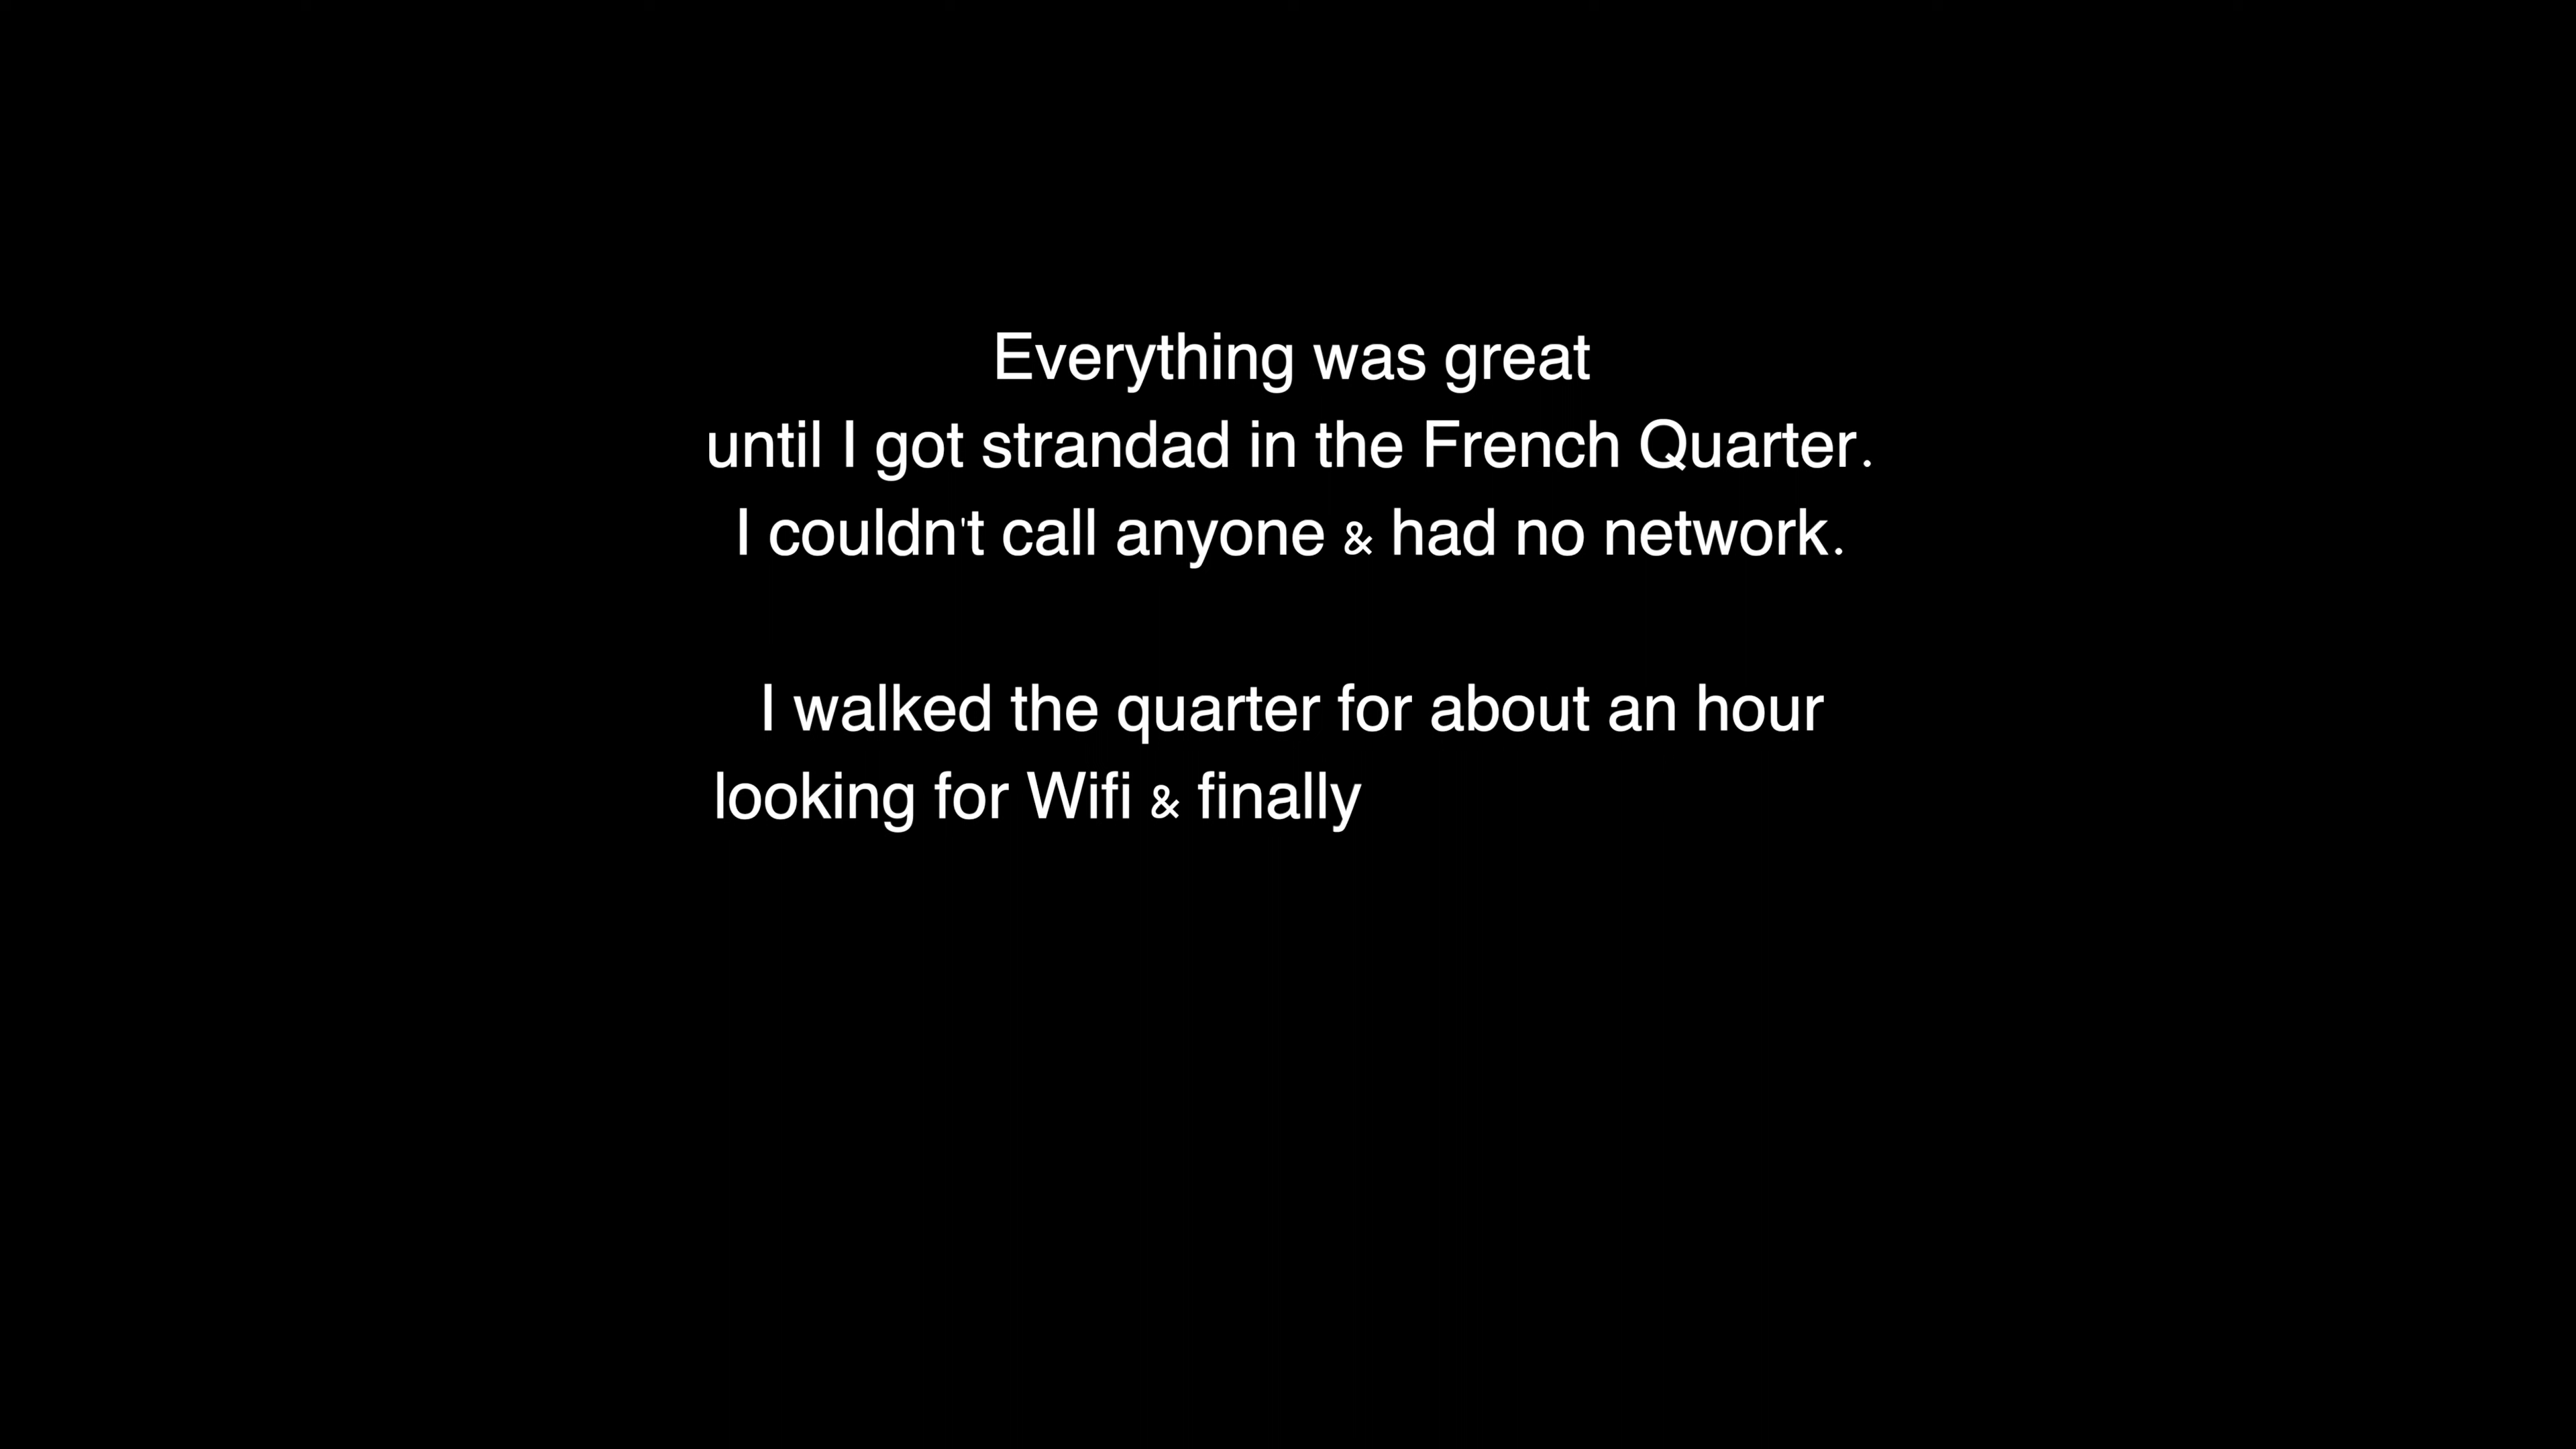 Everything was great
until I got strandad in the French Quarter.
I couldn't call anyone & had no network.
I walked the quarter for about an hour
looking for Wifi & finally